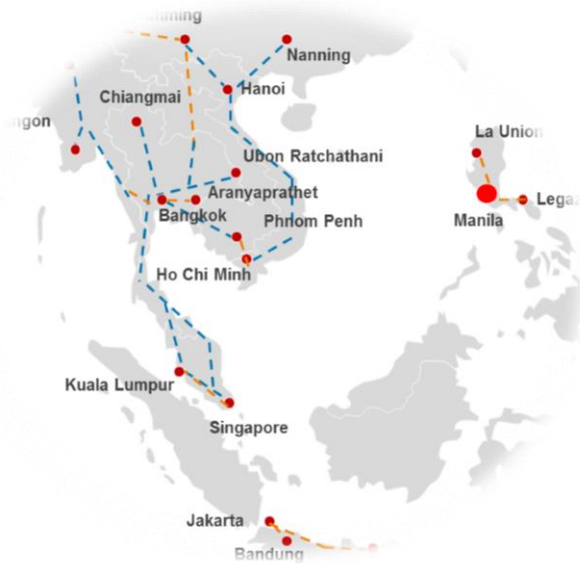 Nanning
Hanoi
Chiangmai
La Union
Ubon Ratchathani
Aranyaprathet
Bangkok
Phnom Penh
Manila
Ho Chi Minh
Kuala Lumpur
Singapore
Jakarta
Bandung